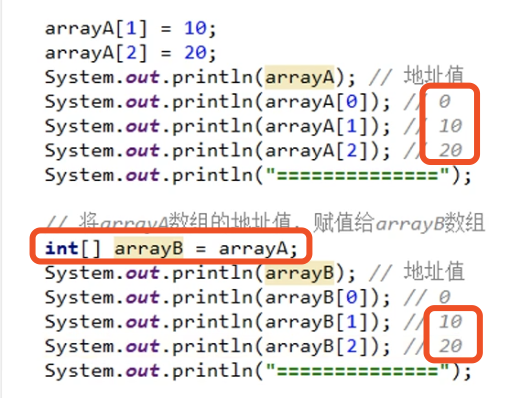 arrayA[1] = 10;
arrayA[2] = 20;
System.out.println(arrayA); // 地址值
System.out.println(arrayA[0]); // 0
System.out.println(arrayA[1]); // 10
System.out.println(arrayA[2]); // 20
System.out.println("==============");
// 将arrayA数组的地址值，赋值给arrayB数组
int[] arrayB = arrayA;
System.out.println(arrayB); // 地址值
System.out.println(arrayB[0]); // 0
System.out.println(arrayB[1]); // 10
System.out.println(arrayB[2]); // 20
System.out.println("==============");